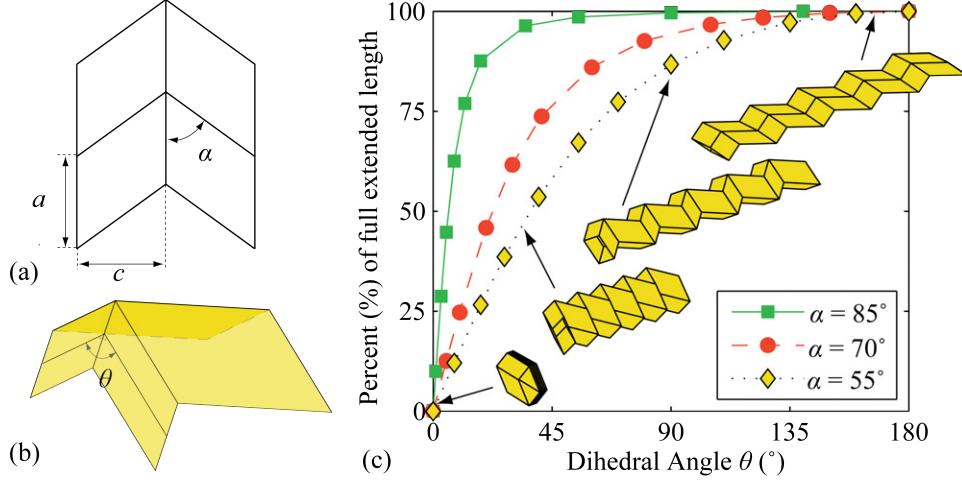 α
a
c
(a)
θ
(b)
Percent (%) of full extended length
100
75
50
25
0
0
45
90
135
180
Dihedral Angle θ (˚)
α = 85˚
α = 70˚
α = 55˚
(c)